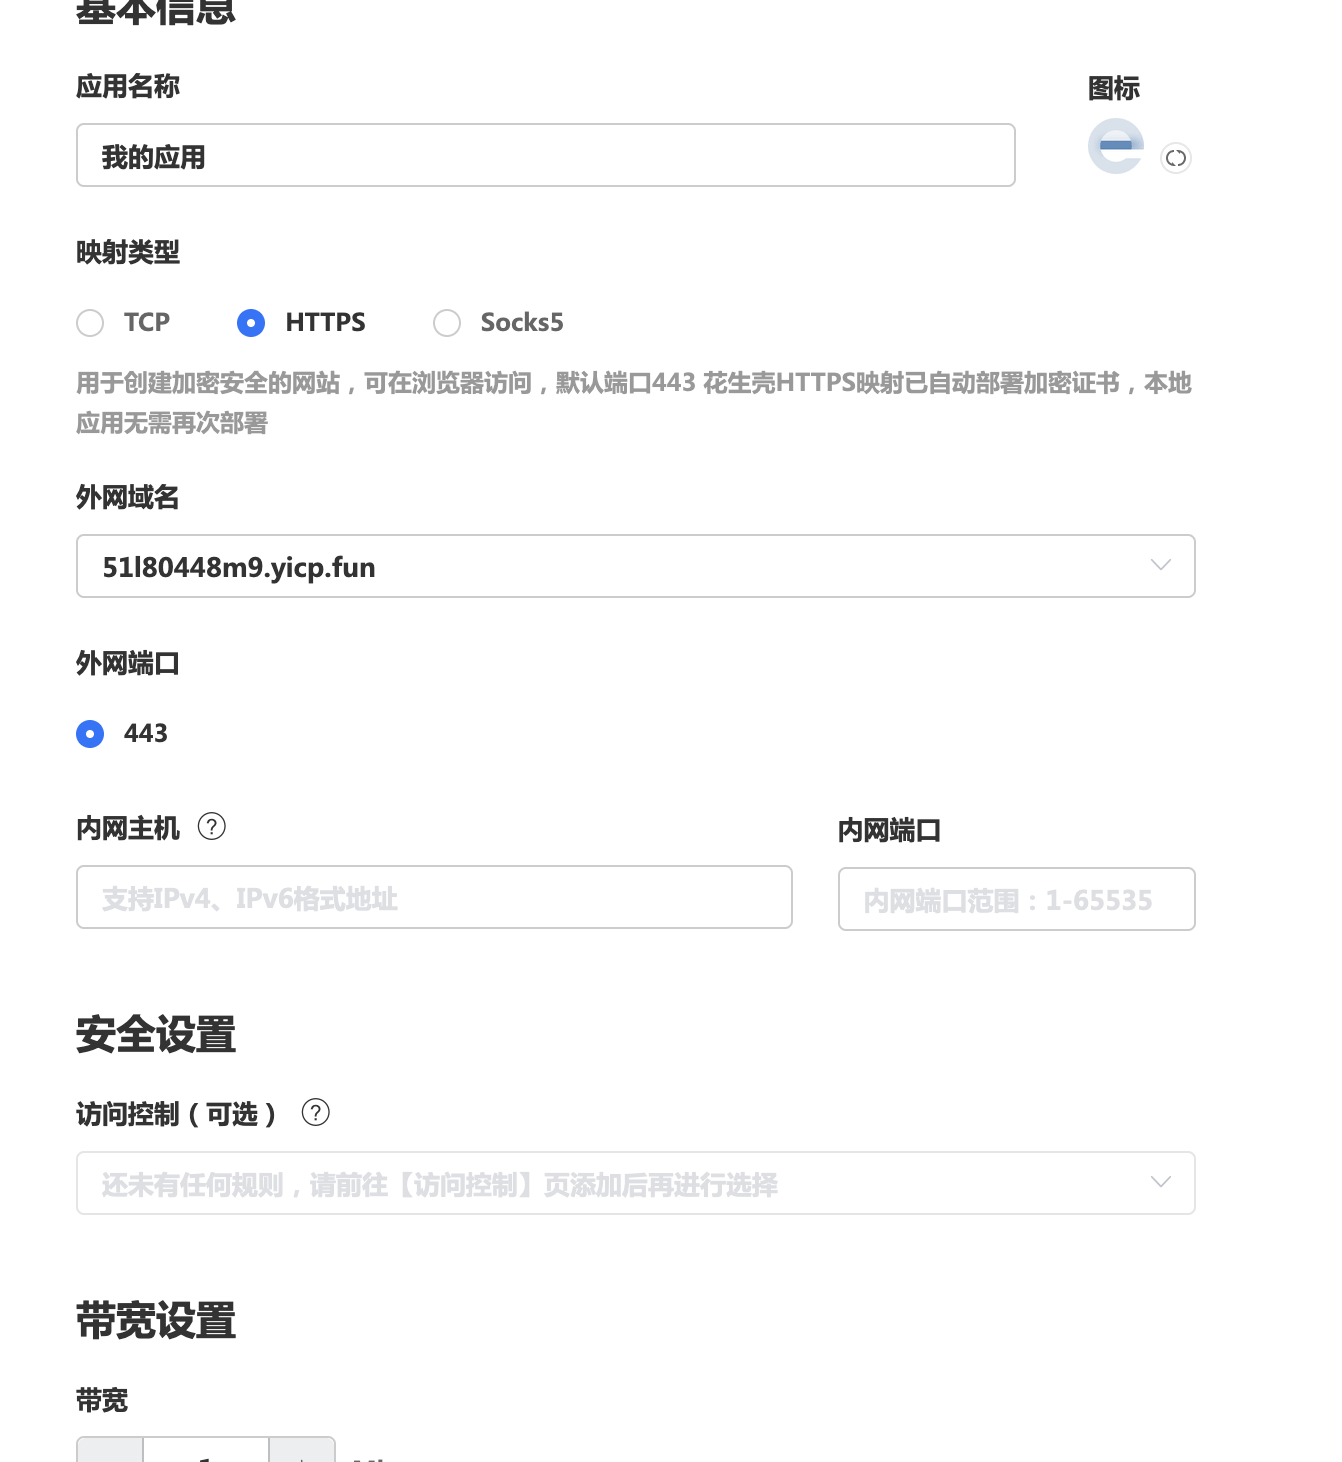 基本信息
应用名称
图标
我的应用
映射类型
TCP
HTTPS
Socks5
用于创建加密安全的网站，可在浏览器访问，默认端口443 花生壳HTTPS映射已自动部署加密证书，本地
应用无需再次部署
外网域名
51l80448m9.yicp.fun
外网端口
443
内网主机 ?
内网端口
支持IPv4、IPv6格式地址
内网端口范围：1-65535
安全设置
访问控制（可选） ?
还未有任何规则，请前往【访问控制】页添加后再进行选择
带宽设置
带宽